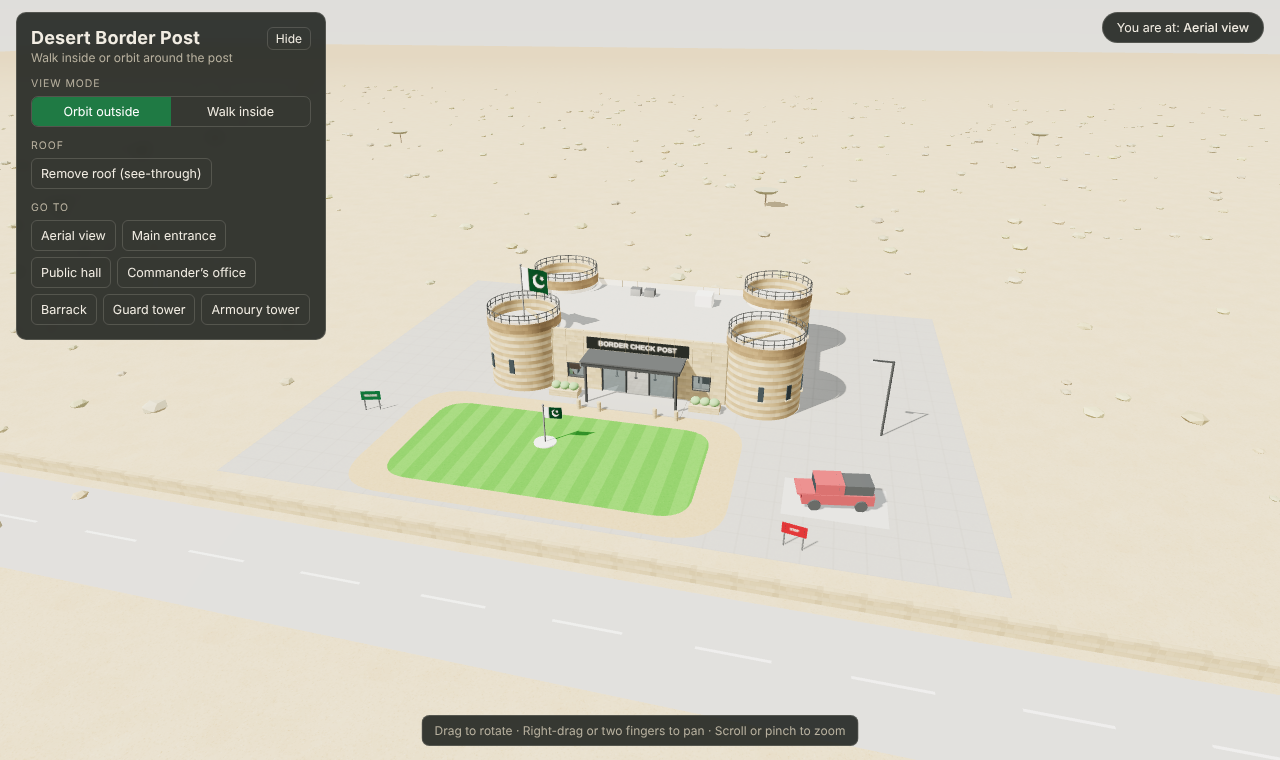 Desert Border Post
Hide
Walk inside or orbit around the post
VIEW MODE
Orbit outside
Walk inside
ROOF
Remove roof (see-through)
GO TO
Aerial view
Main entrance
Public hall
Commander’s office
Barrack
Guard tower
Armoury tower
You are at: Aerial view
BORDER CHECK POST
Drag to rotate · Right-drag or two fingers to pan · Scroll or pinch to zoom